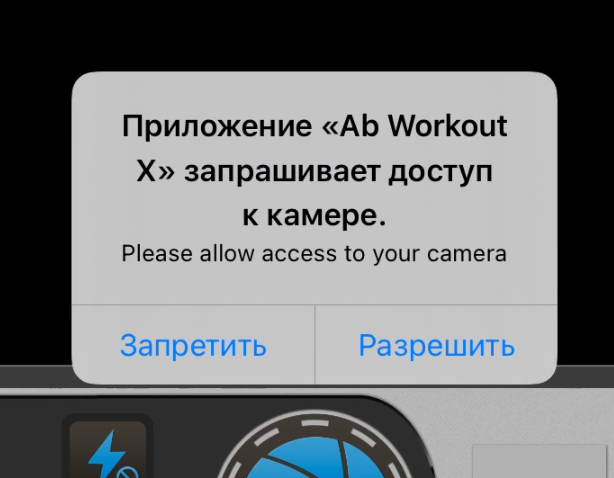 Приложение «Ab Workout
X» запрашивает доступ
к камере.
Please allow access to your camera
Запретить
Разрешить